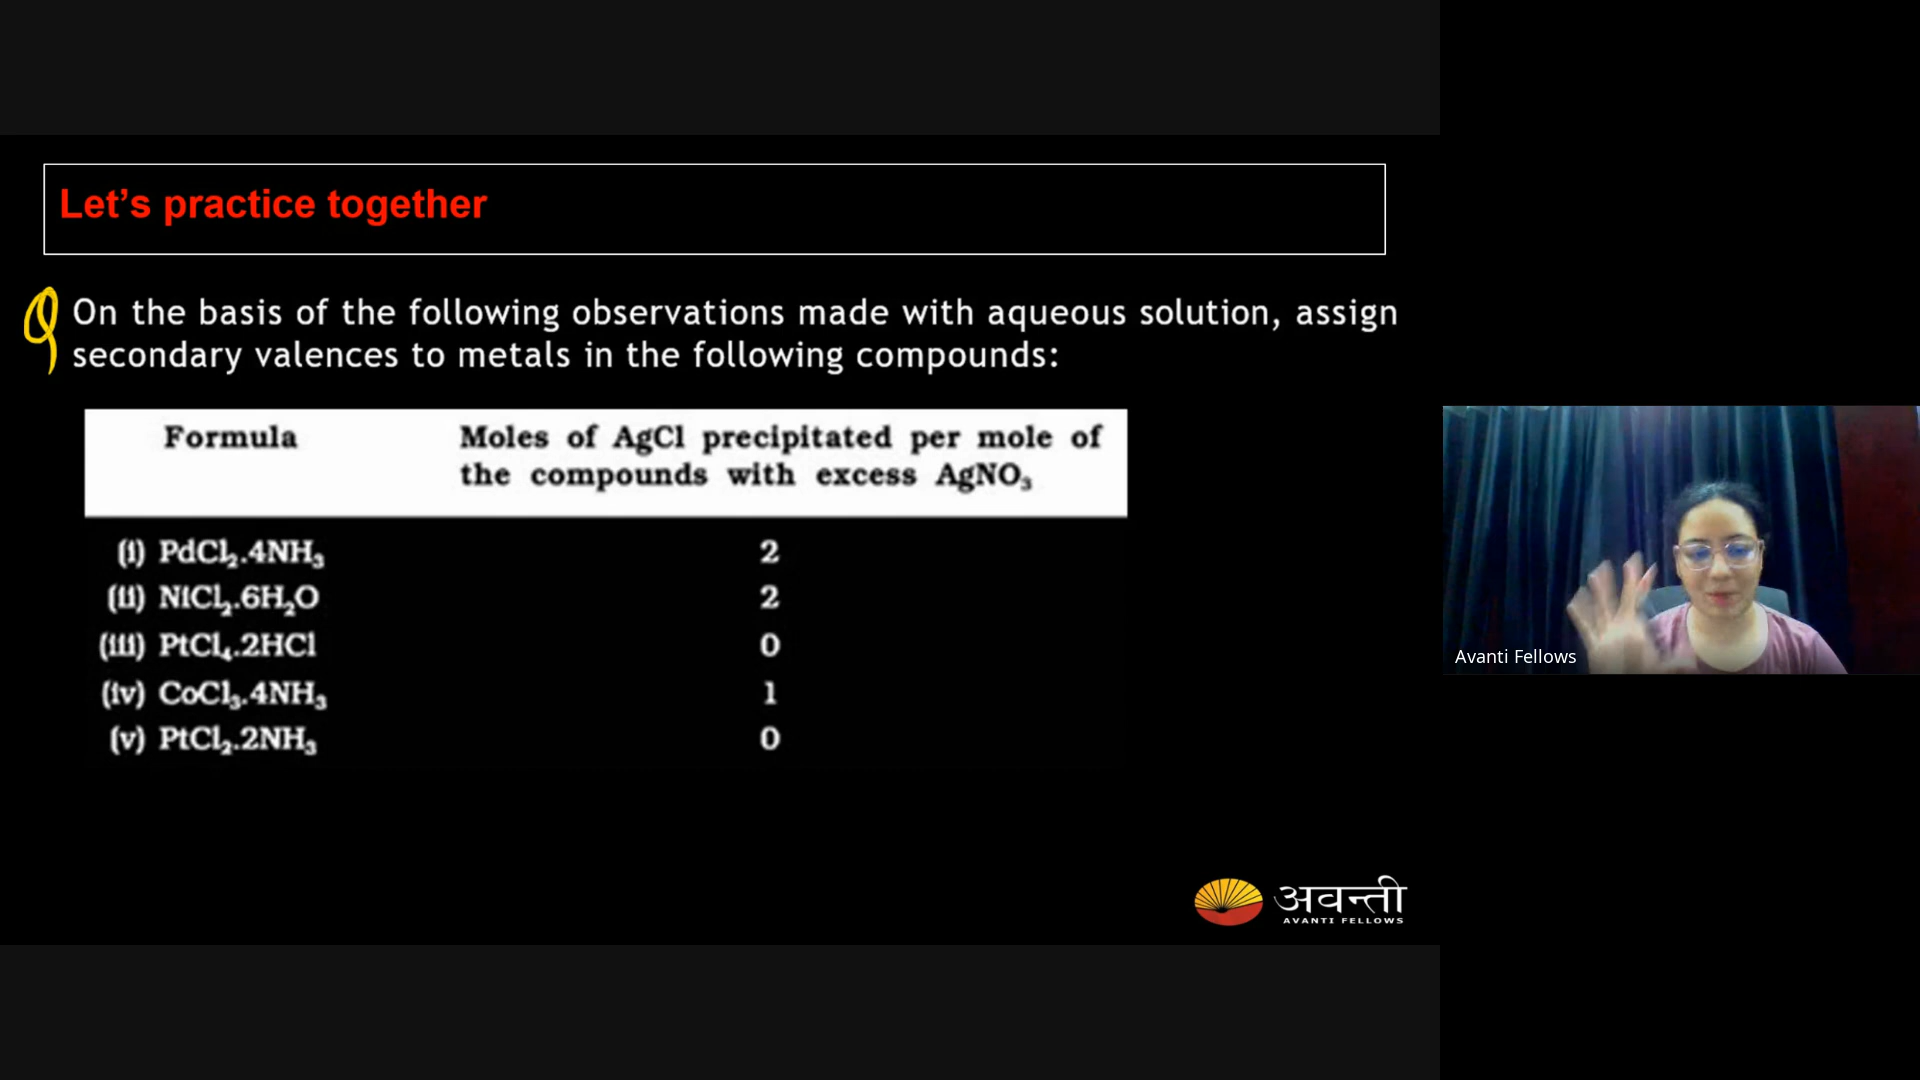 Let's practice together
Q
On the basis of the following observations made with aqueous solution, assign
secondary valences to metals in the following compounds:
Formula Moles of AgCl precipitated per mole of
the compounds with excess AgNO₃
(i) PdCl₂.4NH₃ 2
(ii) NiCl₂.6H₂O 2
(iii) PtCl₄.2HCl 0
(iv) CoCl₃.4NH₃ 1
(v) PtCl₂.2NH₃ 0
Avanti Fellows
अवन्ती
AVANTI FELLOWS